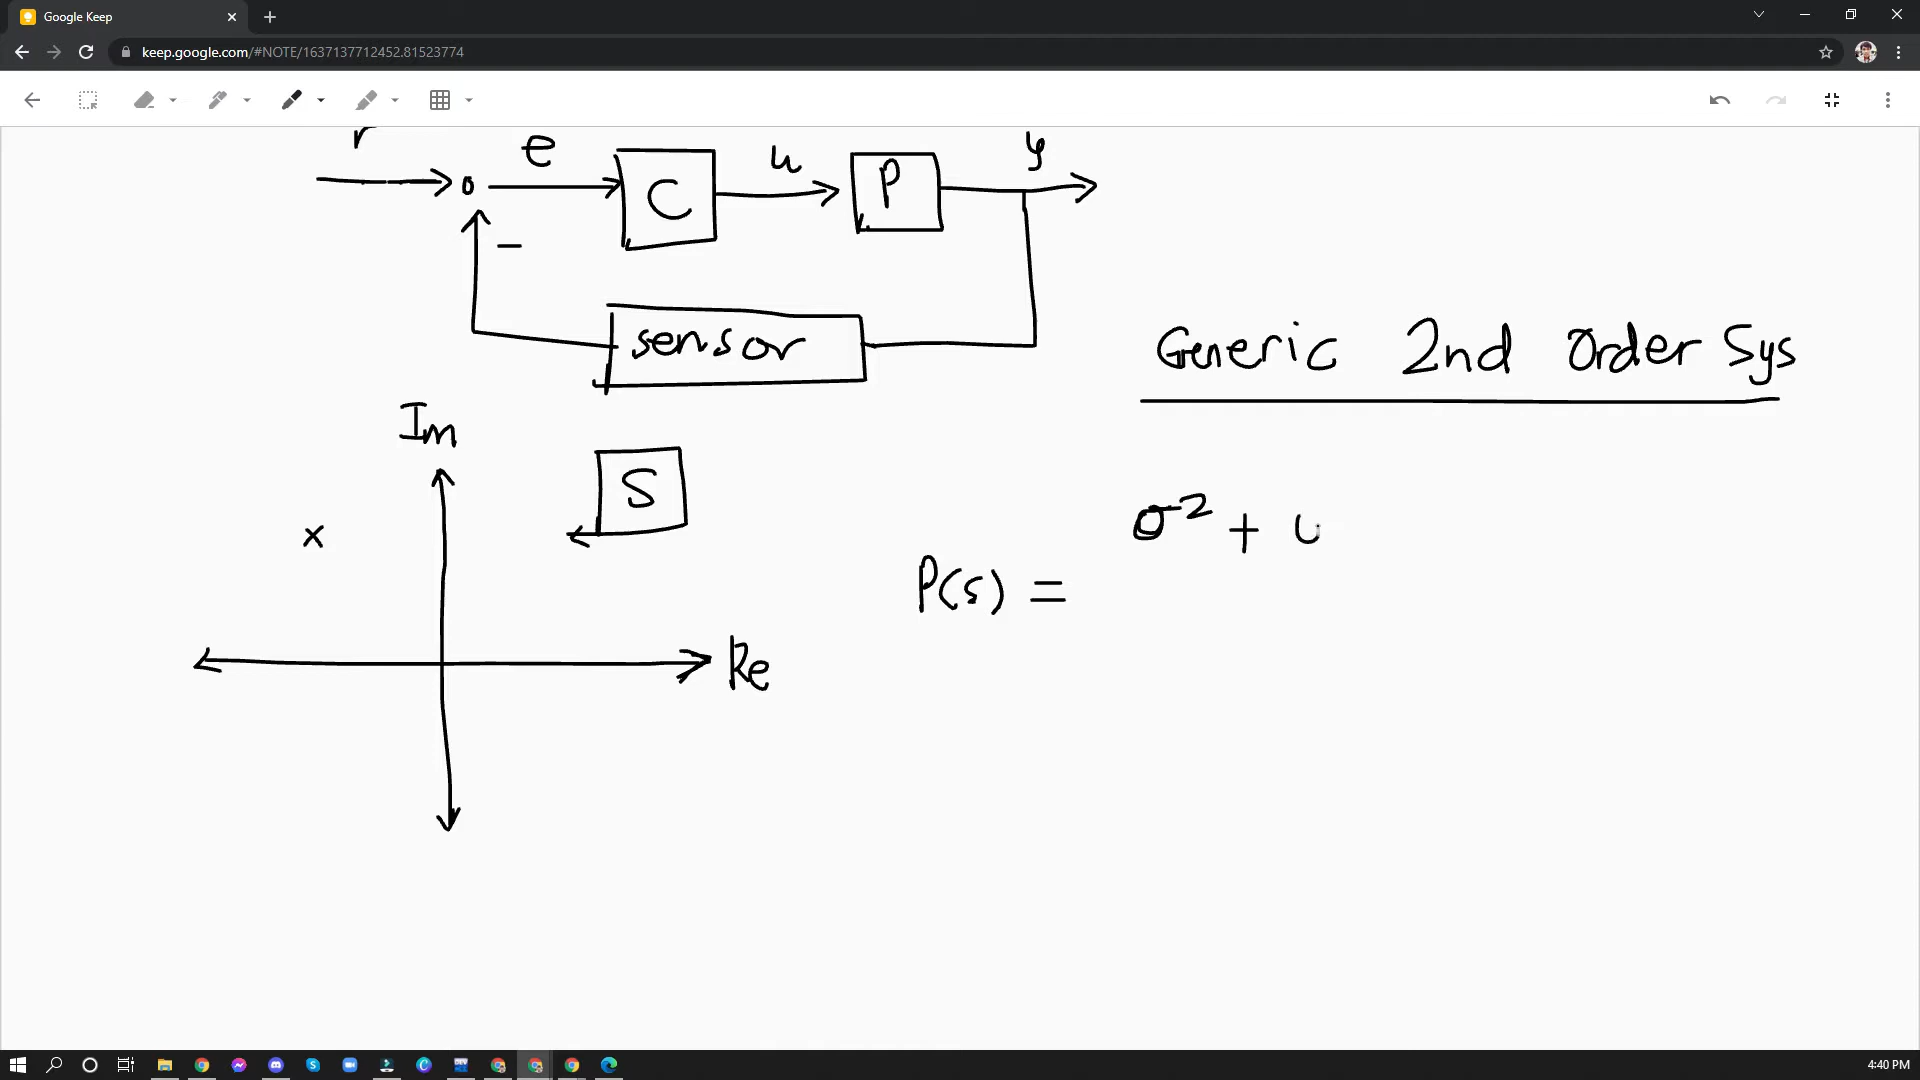 Google Keep
keep.google.com/#NOTE/1637137712452.81523774
r
e
C
u
P
y
−
sensor
Generic 2nd Order Sys
Im
S
x
σ² +
P(s) =
Re
4:40 PM